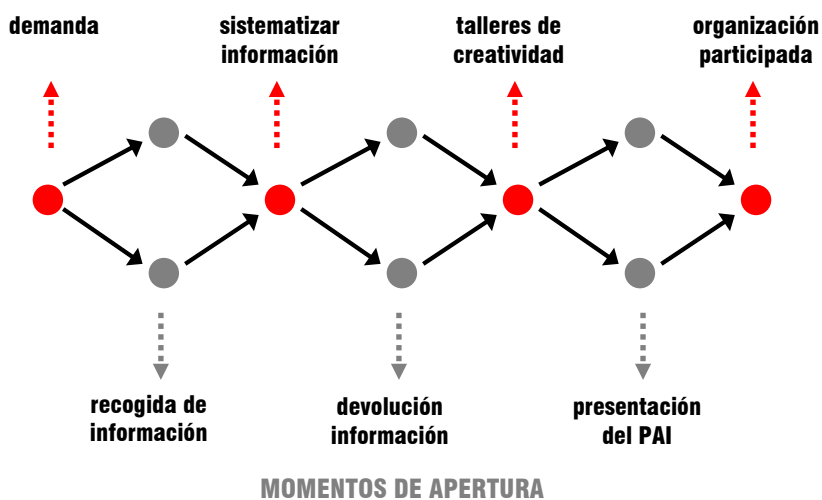 demanda
sistematizar
información
talleres de
creatividad
organización
participada
recogida de
información
devolución
información
presentación
del PAI
MOMENTOS DE APERTURA